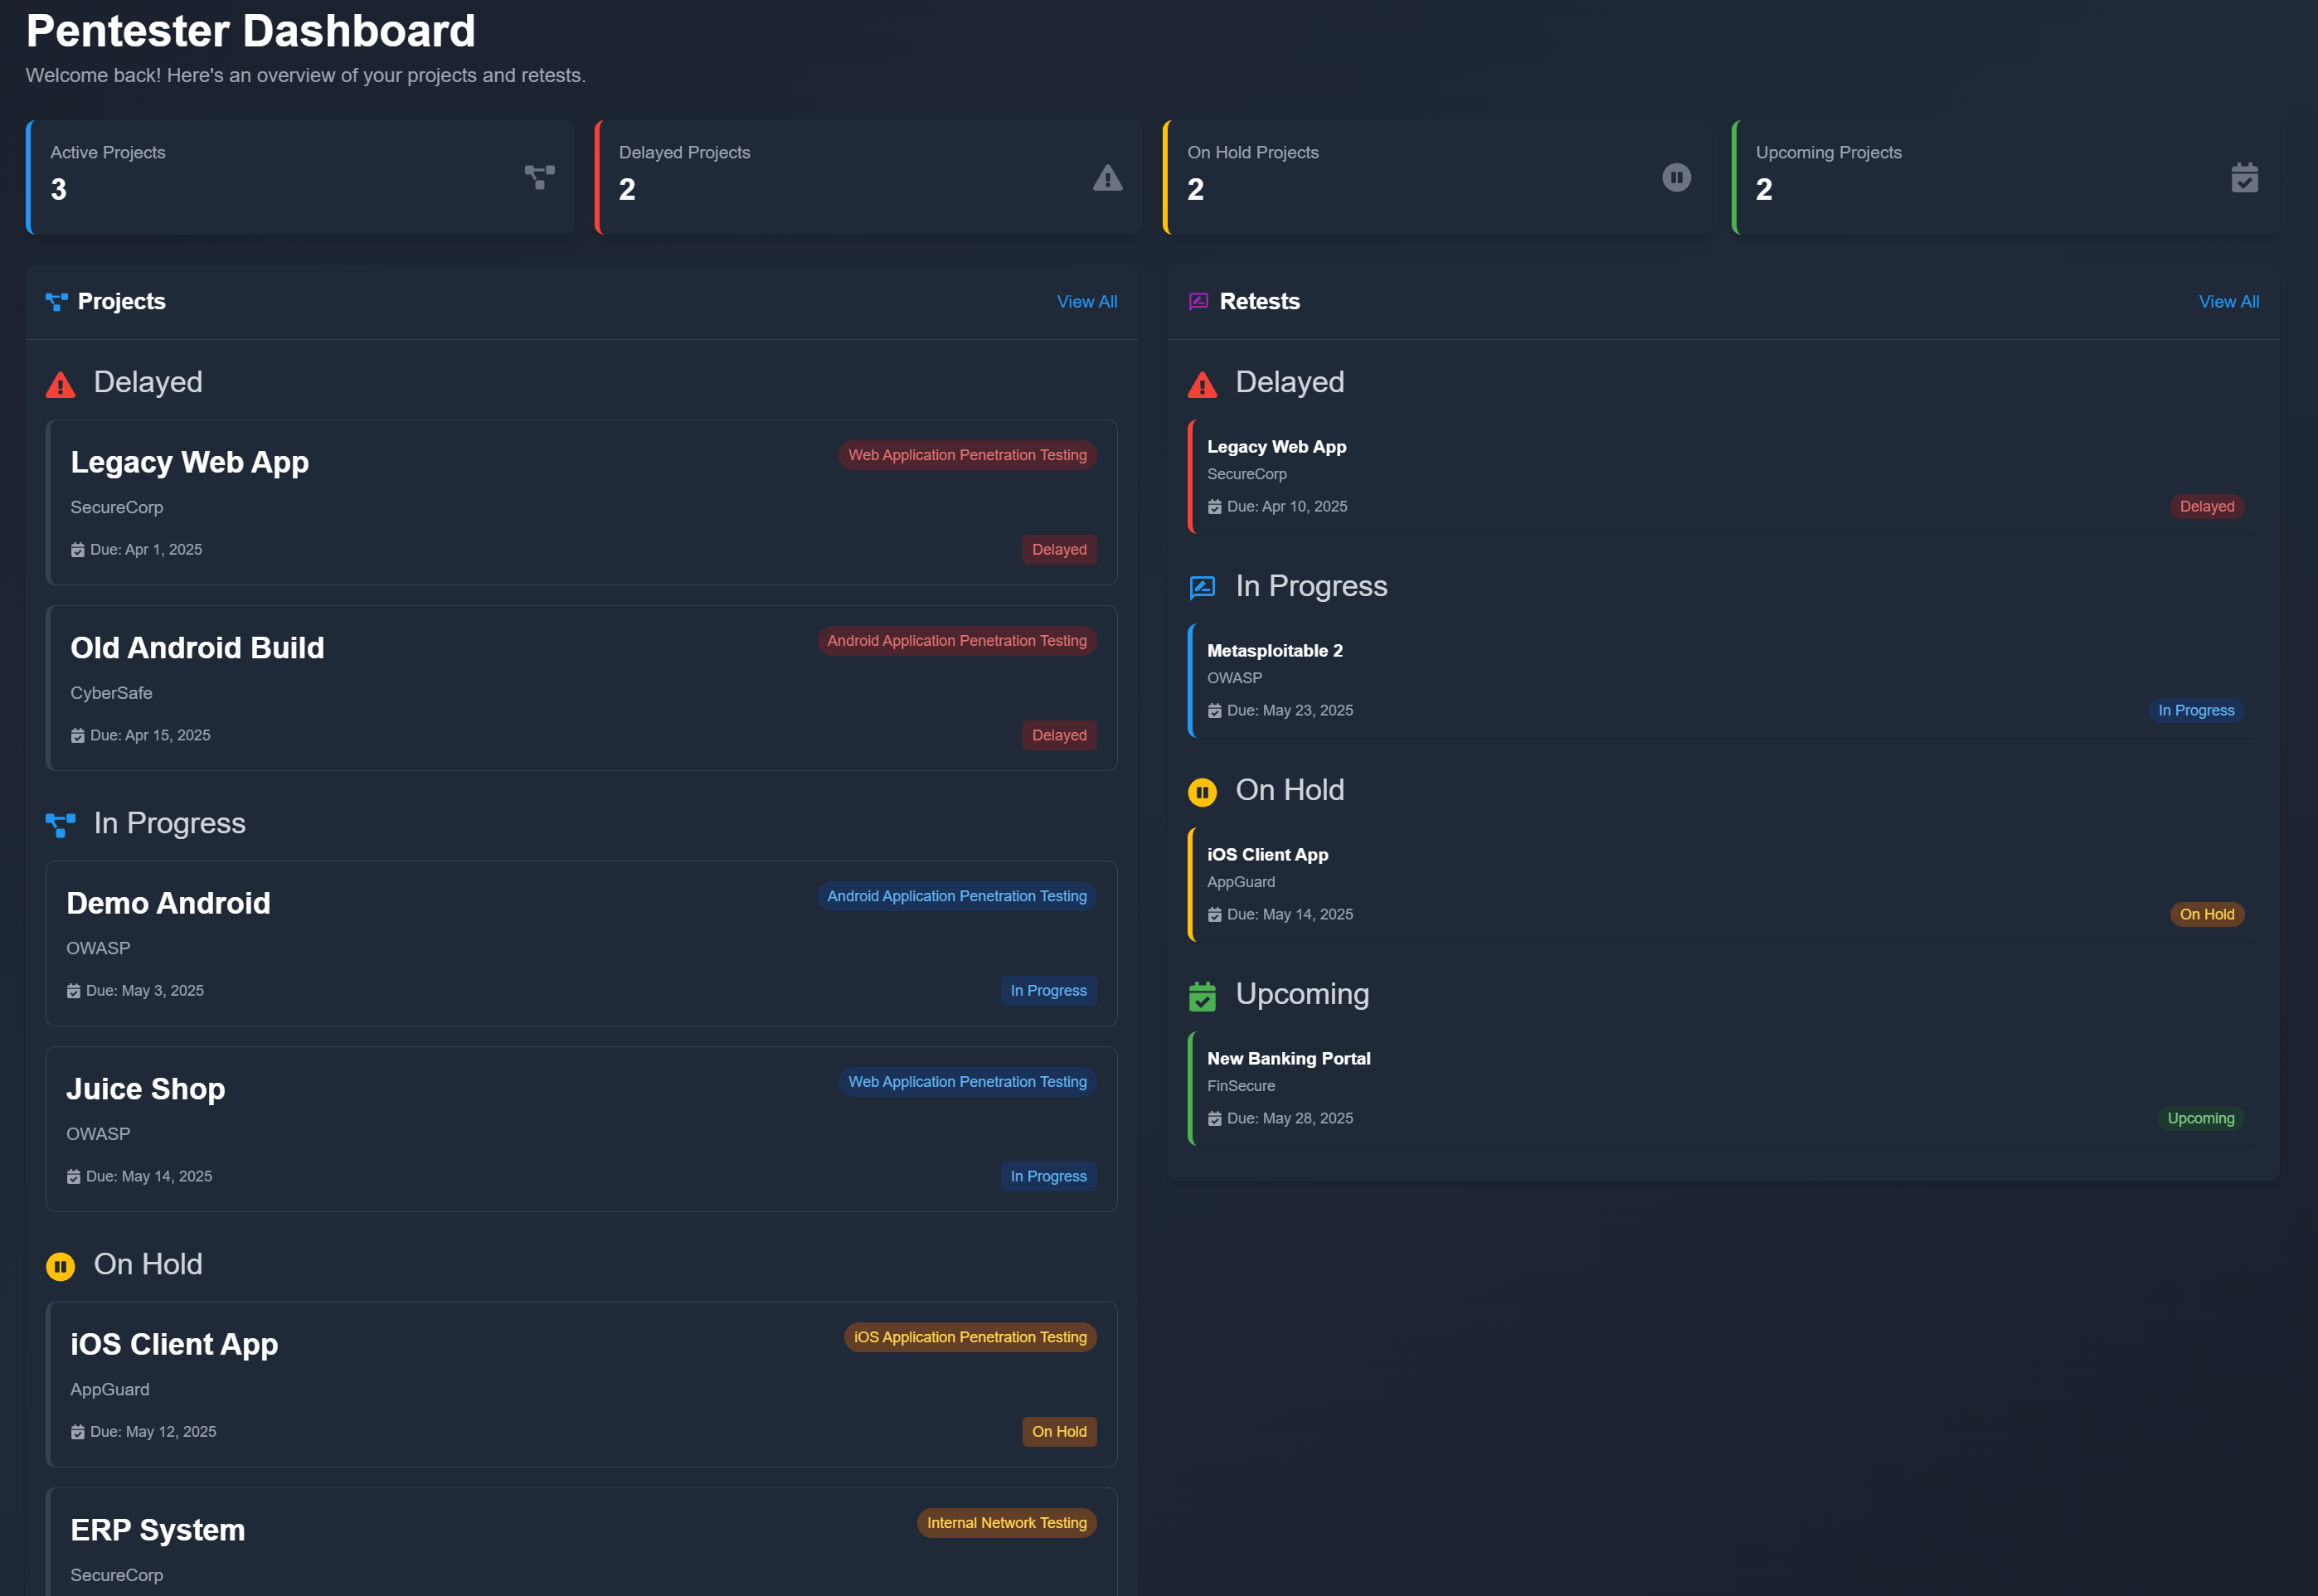 Pentester Dashboard
Welcome back! Here's an overview of your projects and retests.
Active Projects
3
Delayed Projects
2
On Hold Projects
2
Upcoming Projects
2
Projects
View All
Delayed
Legacy Web App
Web Application Penetration Testing
SecureCorp
Due: Apr 1, 2025
Delayed
Old Android Build
Android Application Penetration Testing
CyberSafe
Due: Apr 15, 2025
Delayed
In Progress
Demo Android
Android Application Penetration Testing
OWASP
Due: May 3, 2025
In Progress
Juice Shop
Web Application Penetration Testing
OWASP
Due: May 14, 2025
In Progress
On Hold
iOS Client App
iOS Application Penetration Testing
AppGuard
Due: May 12, 2025
On Hold
ERP System
Internal Network Testing
SecureCorp
Retests
View All
Delayed
Legacy Web App
SecureCorp
Due: Apr 10, 2025
Delayed
In Progress
Metasploitable 2
OWASP
Due: May 23, 2025
In Progress
On Hold
iOS Client App
AppGuard
Due: May 14, 2025
On Hold
Upcoming
New Banking Portal
FinSecure
Due: May 28, 2025
Upcoming